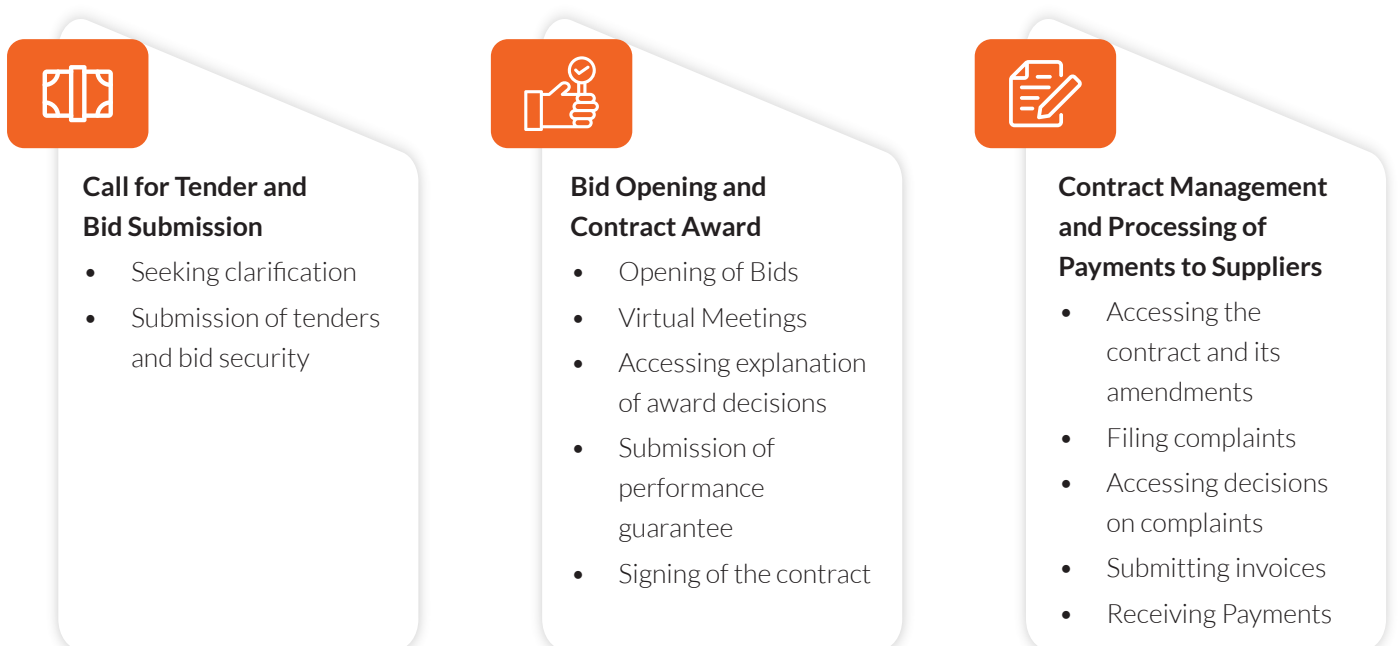 Call for Tender and
Bid Submission
• Seeking clarification
• Submission of tenders
and bid security
Bid Opening and
Contract Award
• Opening of Bids
• Virtual Meetings
• Accessing explanation
of award decisions
• Submission of
performance
guarantee
• Signing of the contract
Contract Management
and Processing of
Payments to Suppliers
• Accessing the
contract and its
amendments
• Filing complaints
• Accessing decisions
on complaints
• Submitting invoices
• Receiving Payments